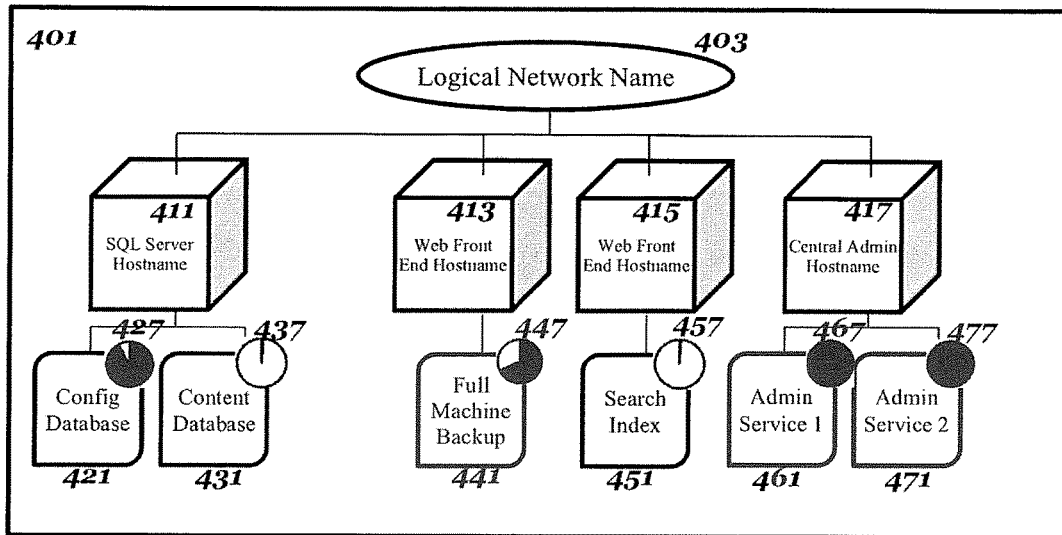 401
403
Logical Network Name
411
SQL Server
Hostname
413
Web Front
End Hostname
415
Web Front
End Hostname
417
Central Admin
Hostname
427
437
447
457
467
477
Config
Database
Content
Database
Full
Machine
Backup
Search
Index
Admin
Service 1
Admin
Service 2
421
431
441
451
461
471